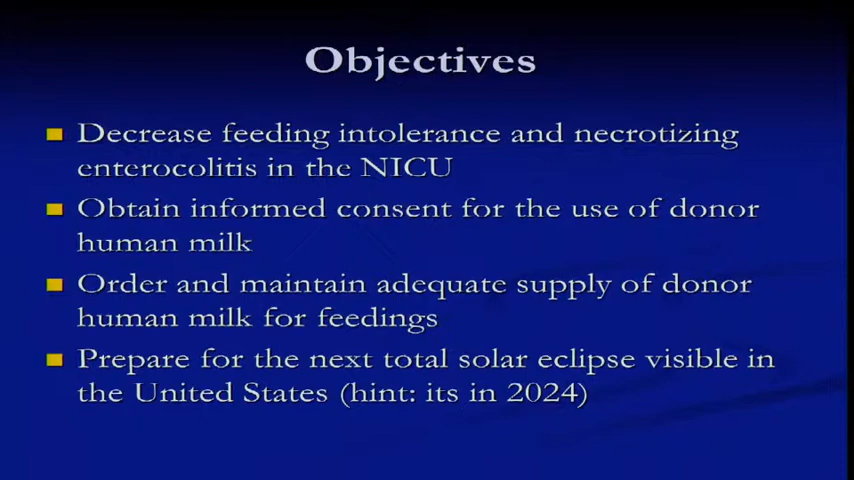 Objectives
Decrease feeding intolerance and necrotizing
enterocolitis in the NICU
Obtain informed consent for the use of donor
human milk
Order and maintain adequate supply of donor
human milk for feedings
Prepare for the next total solar eclipse visible in
the United States (hint: its in 2024)